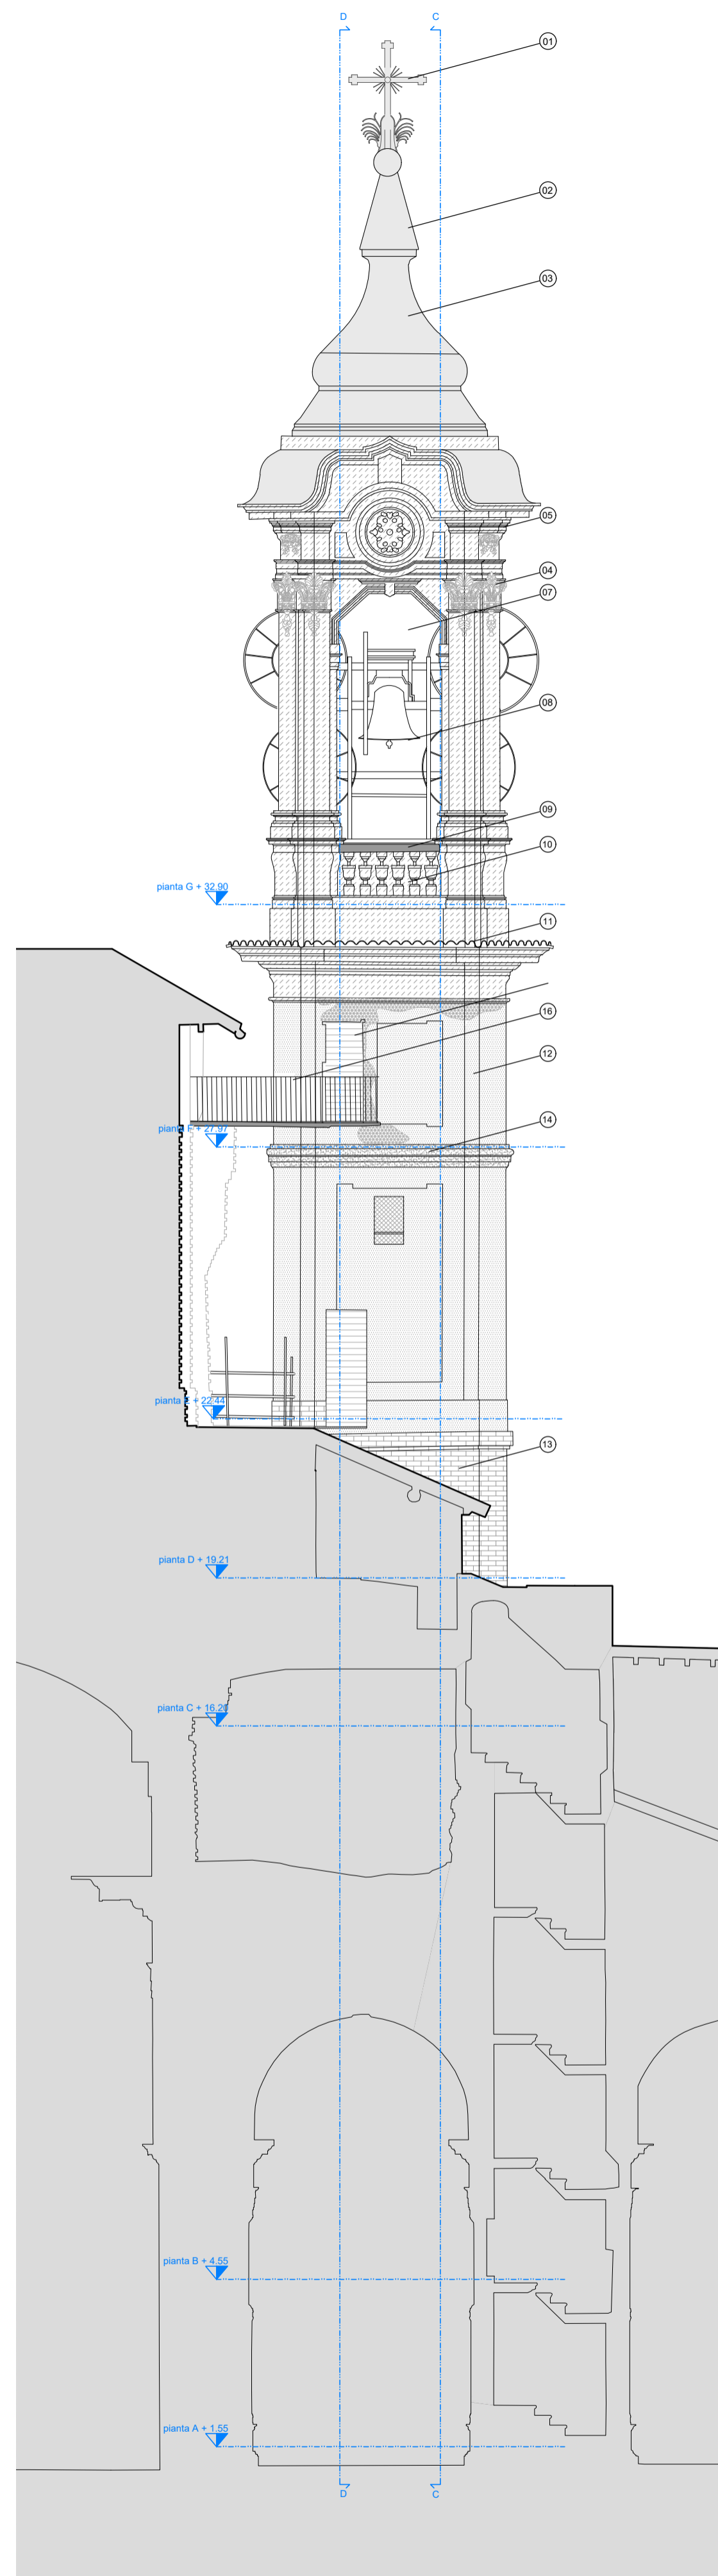 D
C
01
02
03
05
04
07
08
09
10
pianta G + 32.90
11
16
12
14
pianta F + 27.97
pianta E + 22.44
13
pianta D + 19.21
pianta C + 16.20
pianta B + 4.55
pianta A + 1.55
D
C